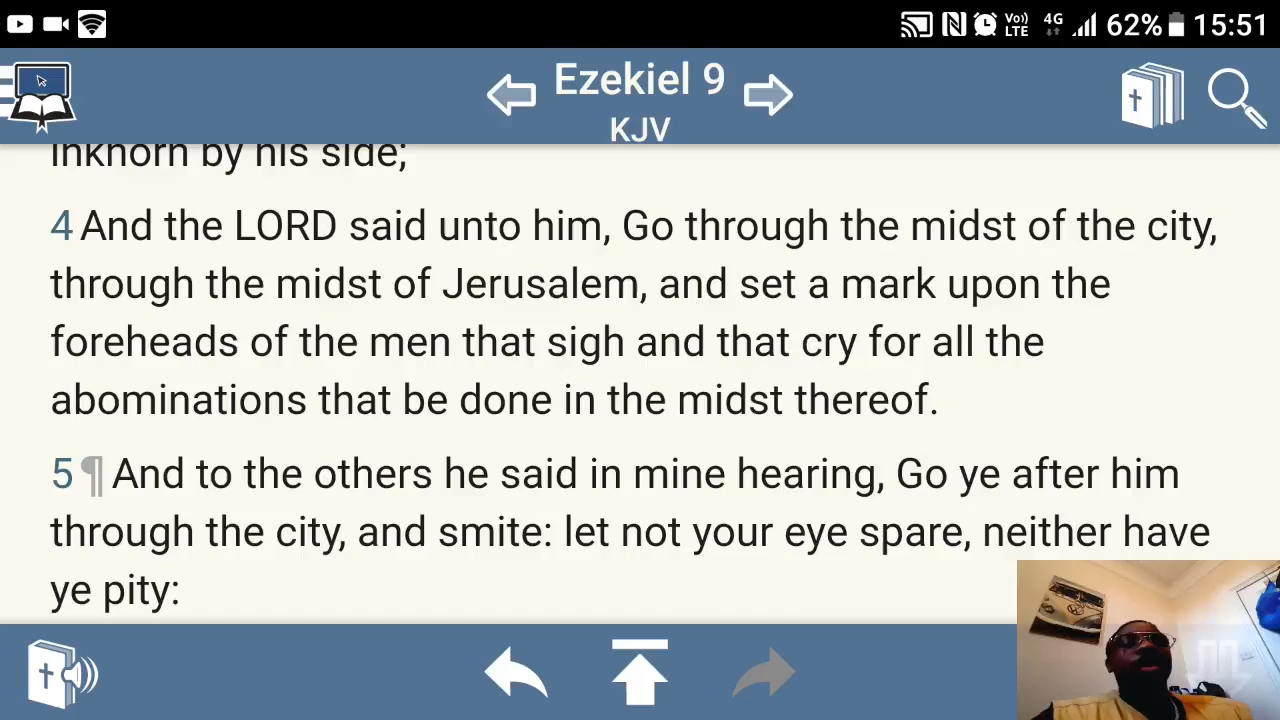 Vo))
LTE
4G
62%
15:51
Ezekiel 9
KJV
inkhorn by his side;
4 And the LORD said unto him, Go through the midst of the city,
through the midst of Jerusalem, and set a mark upon the
foreheads of the men that sigh and that cry for all the
abominations that be done in the midst thereof.
5 ¶ And to the others he said in mine hearing, Go ye after him
through the city, and smite: let not your eye spare, neither have
ye pity: